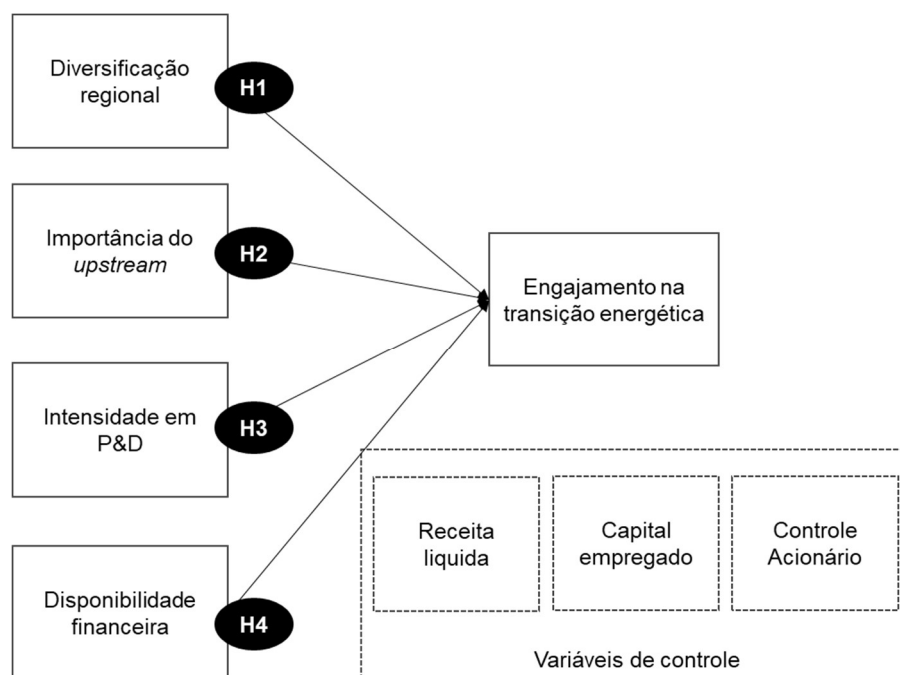 Diversificação
regional
H1
Importância do
upstream
H2
Engajamento na
transição energética
Intensidade em
P&D
H3
Receita
liquida
Capital
empregado
Controle
Acionário
Disponibilidade
financeira
H4
Variáveis de controle